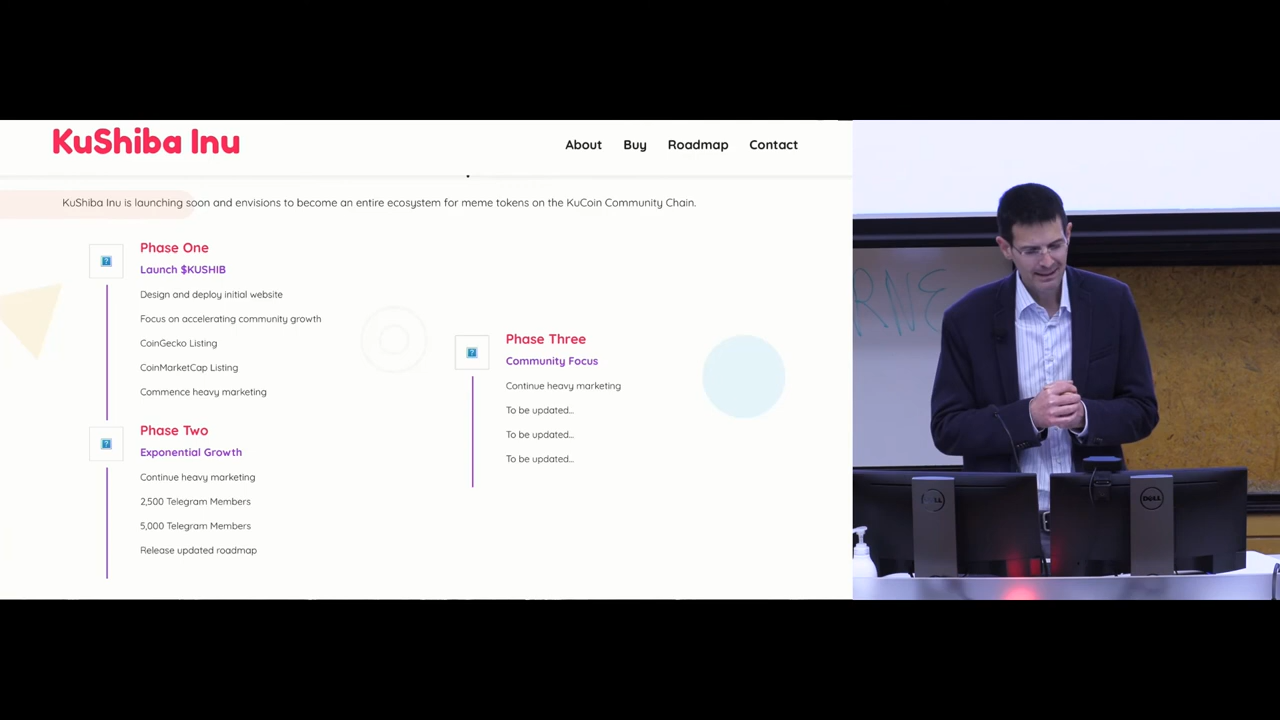 KuShiba Inu
About
Buy
Roadmap
Contact
KuShiba Inu is launching soon and envisions to become an entire ecosystem for meme tokens on the KuCoin Community Chain.
Phase One
Launch $KUSHIB
Design and deploy initial website
Focus on accelerating community growth
CoinGecko Listing
CoinMarketCap Listing
Commence heavy marketing
Phase Two
Exponential Growth
Continue heavy marketing
2,500 Telegram Members
5,000 Telegram Members
Release updated roadmap
Phase Three
Community Focus
Continue heavy marketing
To be updated...
To be updated...
To be updated...
RNE
DELL
DELL